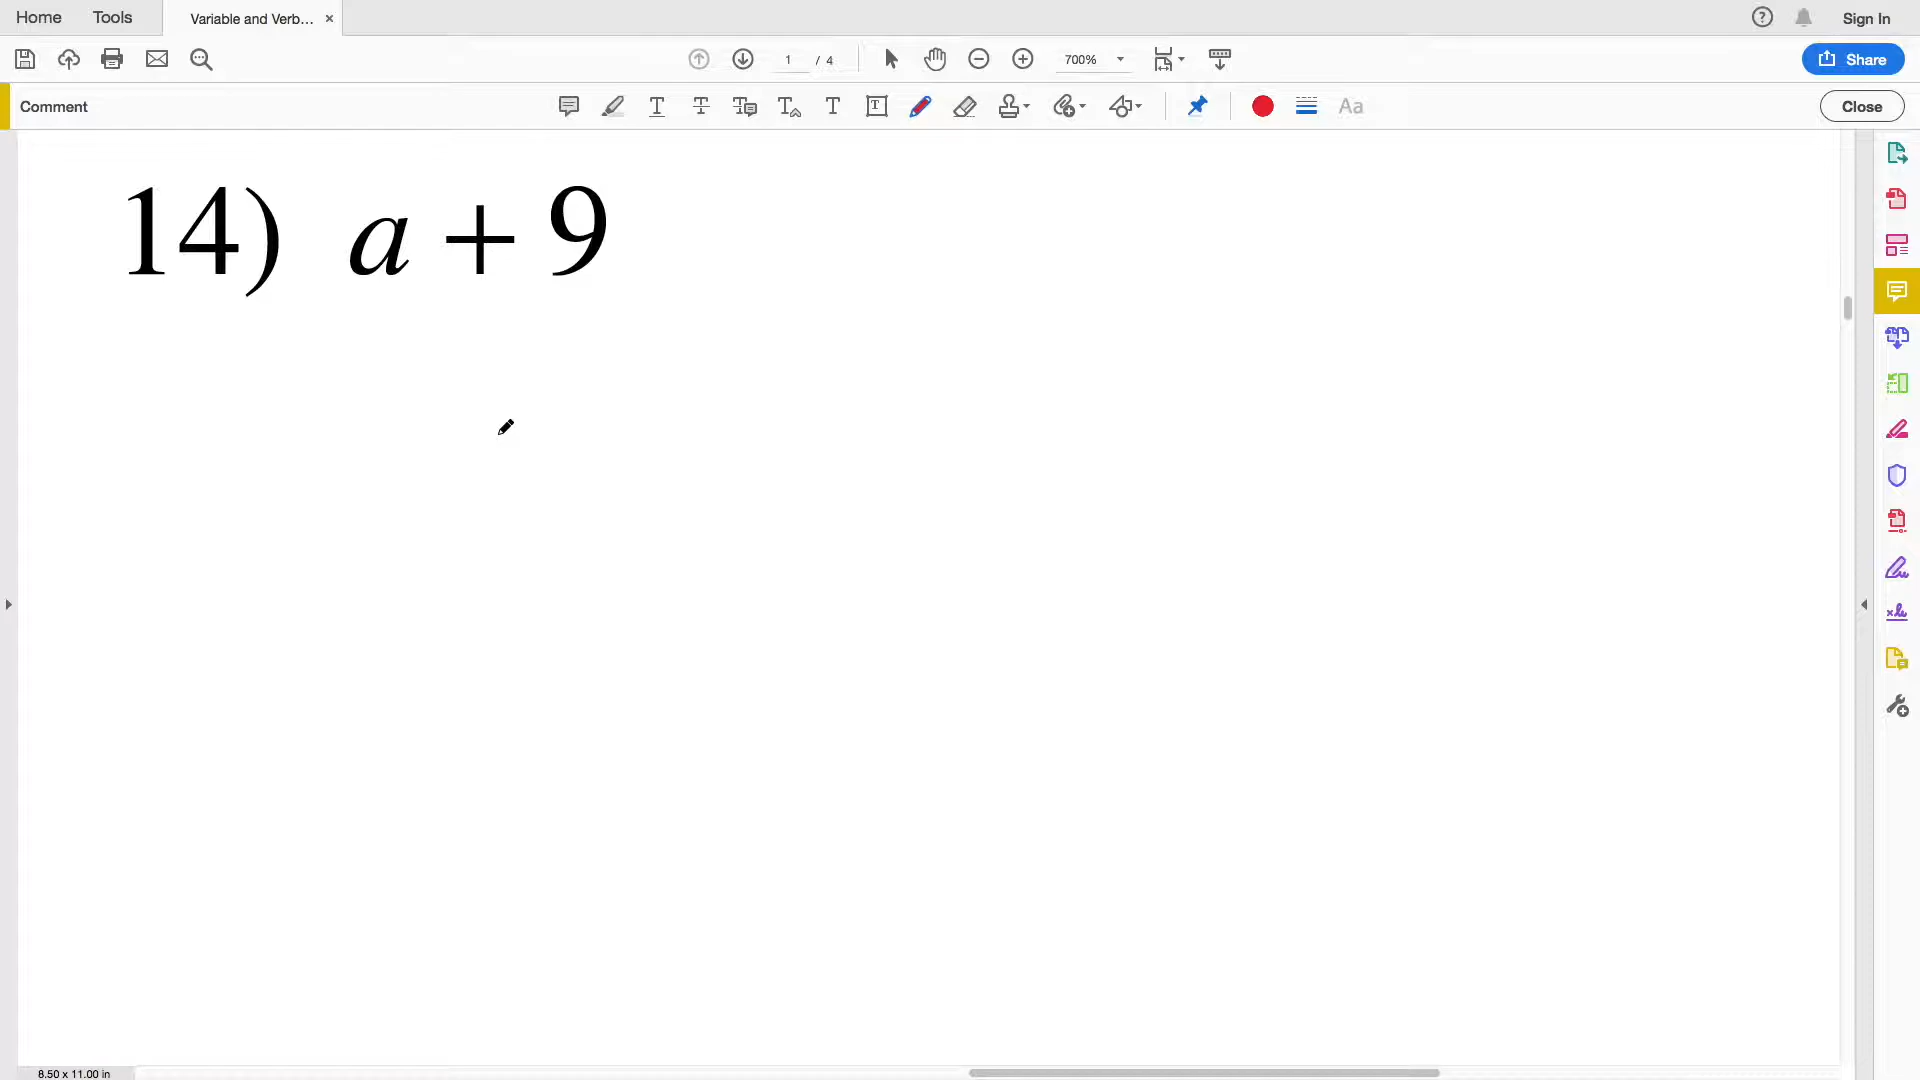 Home Tools Variable and Verb... × Sign In
1 / 4 700% Share
Comment Aa Close
14) a + 9
8.50 x 11.00 in